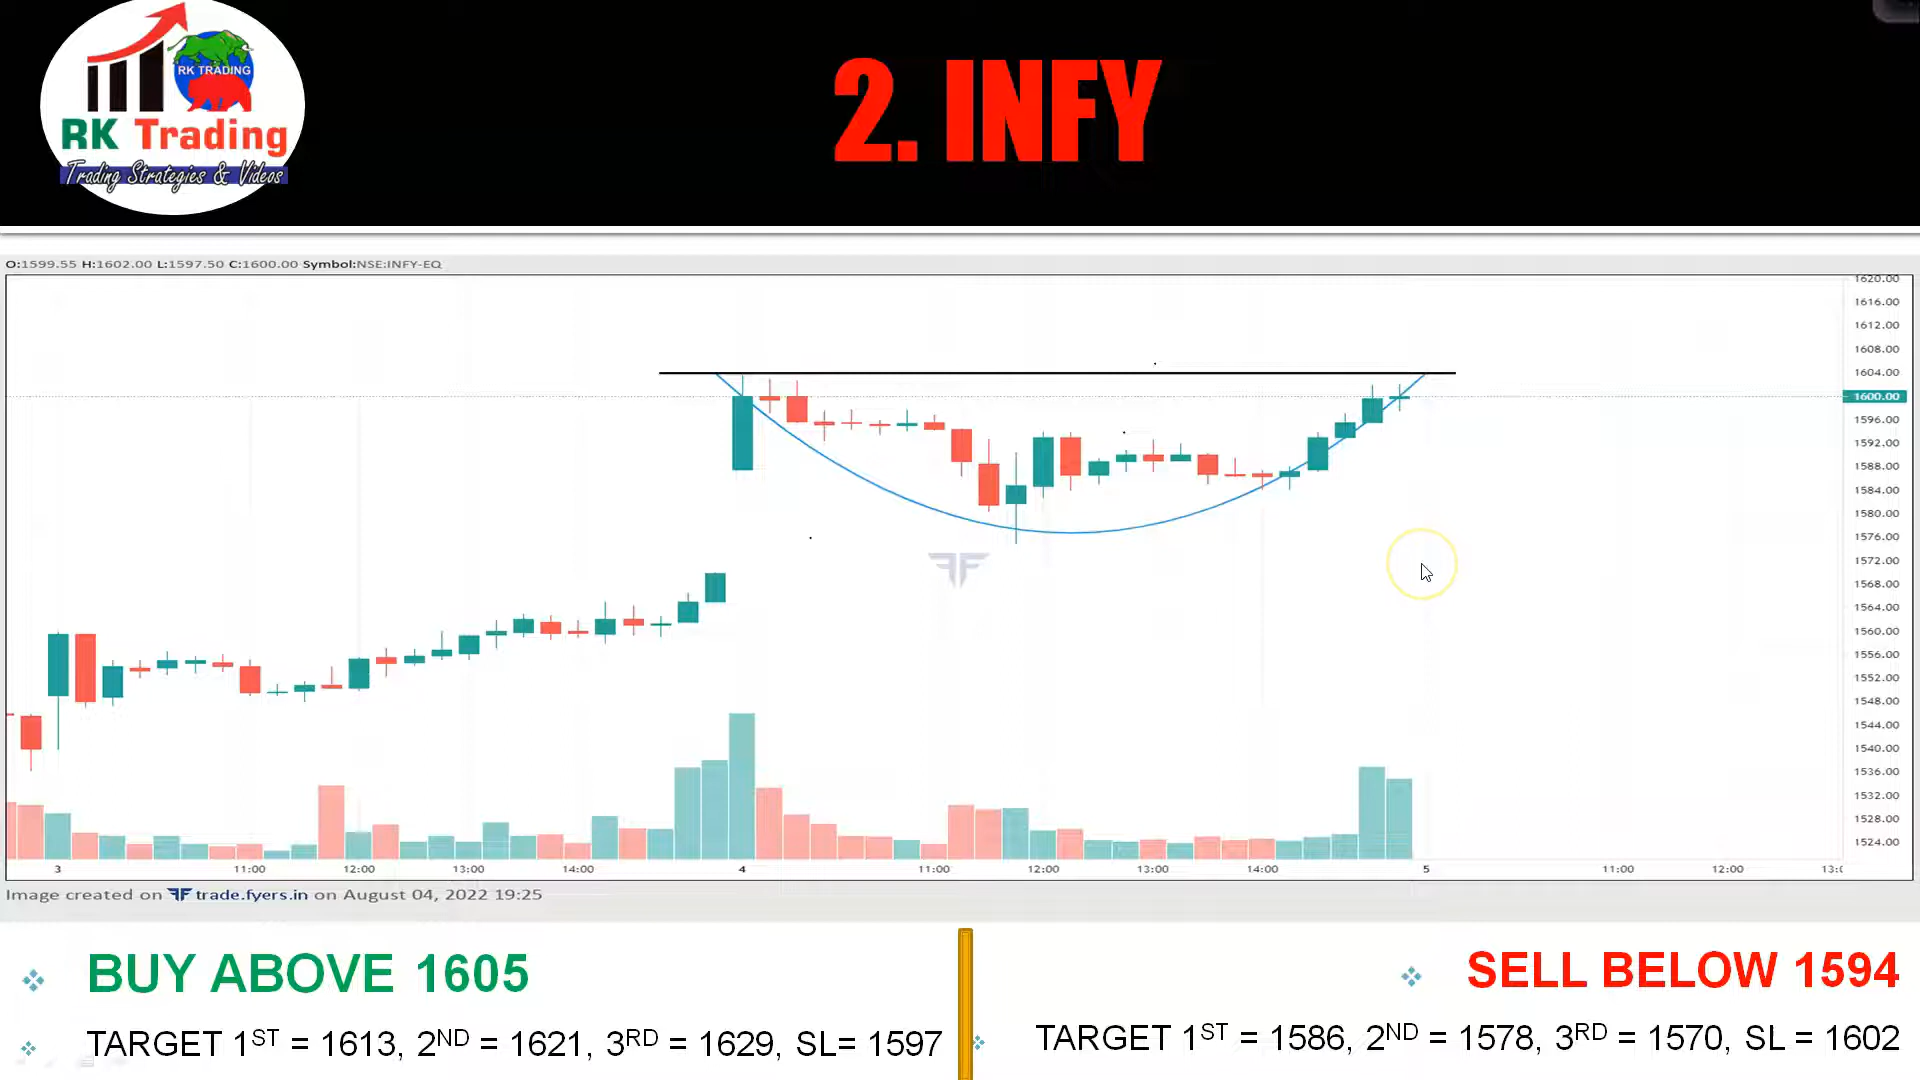 RK TRADING
RK Trading
Trading Strategies & Videos
2. INFY
O:1599.55 H:1602.00 L:1597.50 C:1600.00 Symbol:NSE:INFY-EQ
1620.00
1616.00
1612.00
1608.00
1604.00
1600.00
1596.00
1592.00
1588.00
1584.00
1580.00
1576.00
1572.00
1568.00
1564.00
1560.00
1556.00
1552.00
1548.00
1544.00
1540.00
1536.00
1532.00
1528.00
1524.00
3 11:00 12:00 13:00 14:00 4 11:00 12:00 13:00 14:00 5 11:00 12:00
Image created on trade.fyers.in on August 04, 2022 19:25
BUY ABOVE 1605
TARGET 1ST = 1613, 2ND = 1621, 3RD = 1629, SL= 1597
SELL BELOW 1594
TARGET 1ST = 1586, 2ND = 1578, 3RD = 1570, SL = 1602